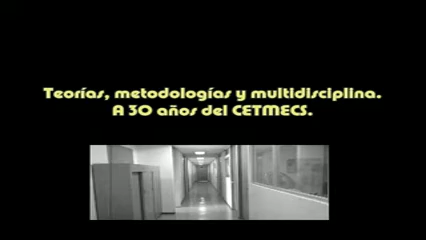 Teorías, metodologías y multidisciplina.
A 30 años del CETMECS.